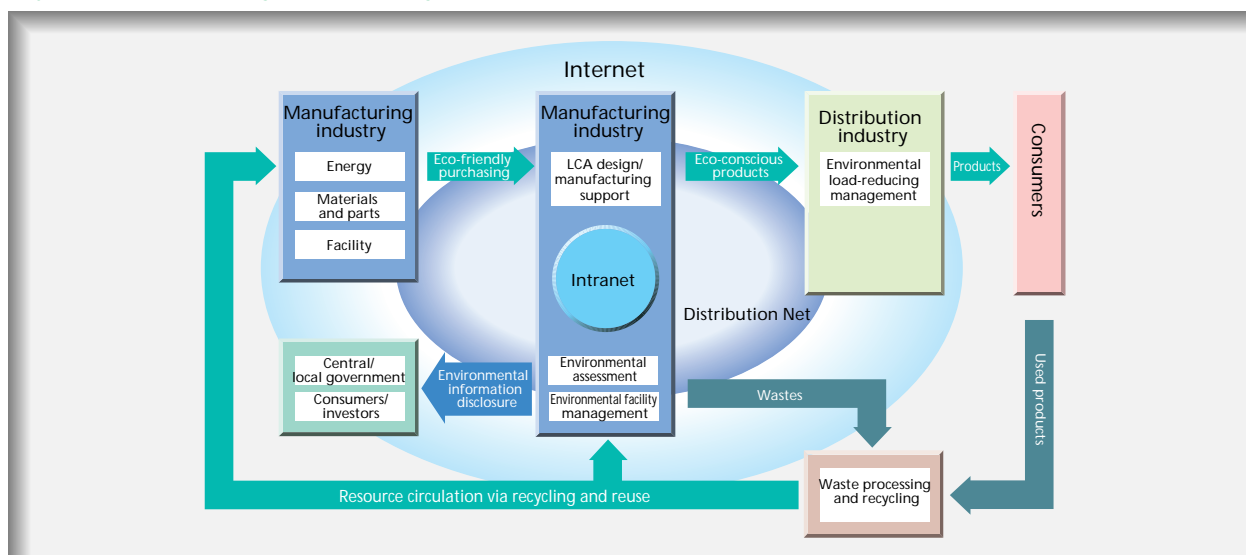 Internet
Manufacturing
industry
Energy
Materials
and parts
Facility
Eco-friendly
purchasing
Manufacturing
industry
LCA design/
manufacturing
support
Intranet
Environmental
assessment
Environmental facility
management
Eco-conscious
products
Distribution
industry
Environmental
load-reducing
management
Products
Consumers
Distribution Net
Central/
local government
Consumers/
investors
Environmental
information
disclosure
Wastes
Used products
Waste processing
and recycling
Resource circulation via recycling and reuse